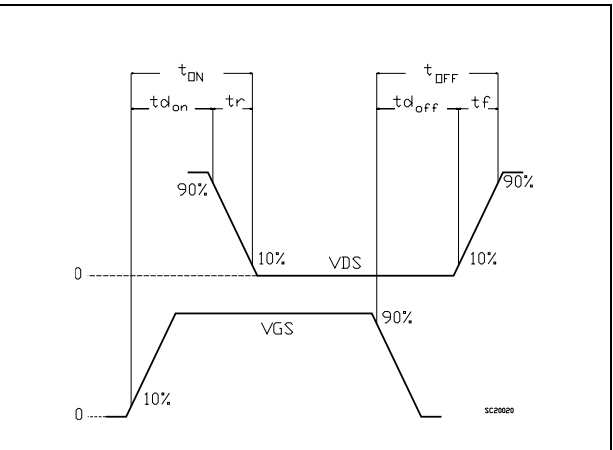 tON tOFF
tdon tr tdoff tf
90% 90%
10% VDS 10%
0
90%
VGS
10%
0
SC20020